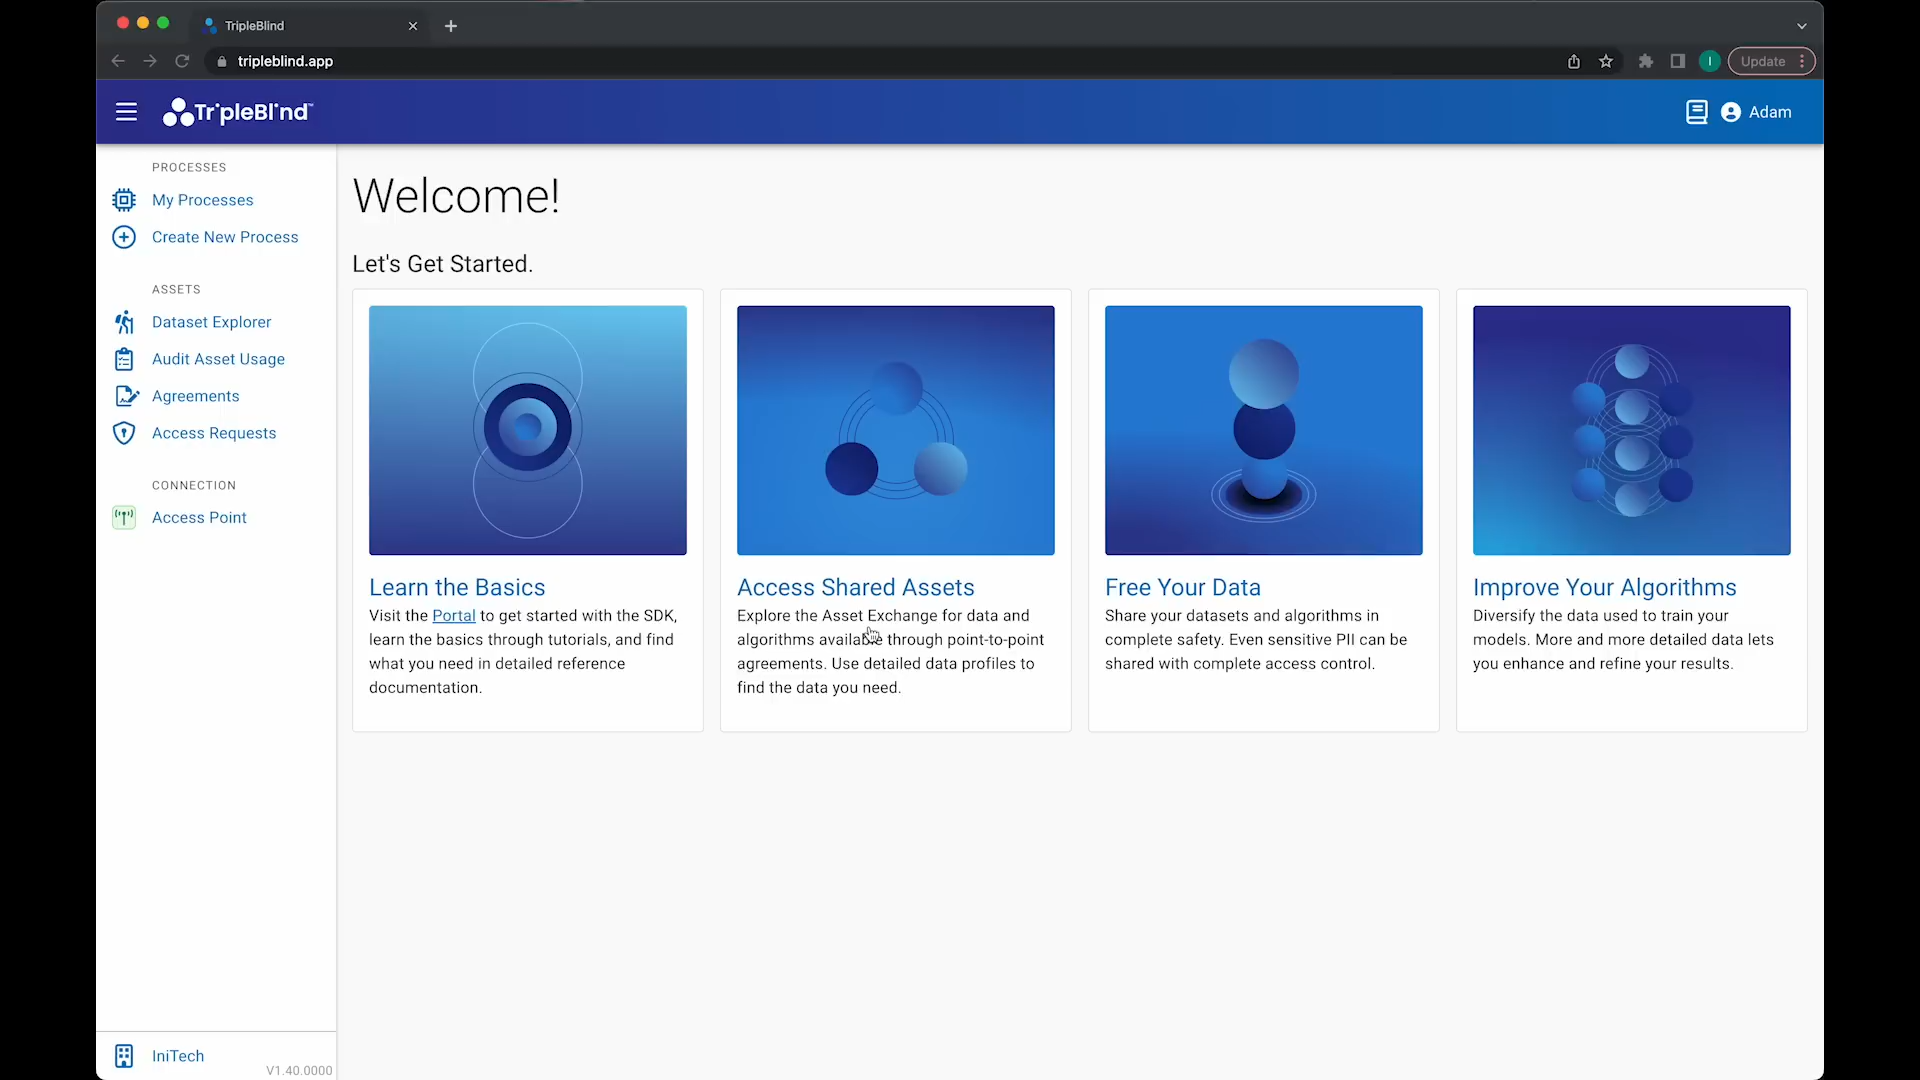 TripleBlind
tripleblind.app
I
Update
TripleBlind™
Adam
PROCESSES
My Processes
Create New Process
ASSETS
Dataset Explorer
Audit Asset Usage
Agreements
Access Requests
CONNECTION
Access Point
IniTech
V1.40.0000
Welcome!
Let's Get Started.
Learn the Basics
Visit the Portal to get started with the SDK,
learn the basics through tutorials, and find
what you need in detailed reference
documentation.
Access Shared Assets
Explore the Asset Exchange for data and
algorithms available through point-to-point
agreements. Use detailed data profiles to
find the data you need.
Free Your Data
Share your datasets and algorithms in
complete safety. Even sensitive PII can be
shared with complete access control.
Improve Your Algorithms
Diversify the data used to train your
models. More and more detailed data lets
you enhance and refine your results.